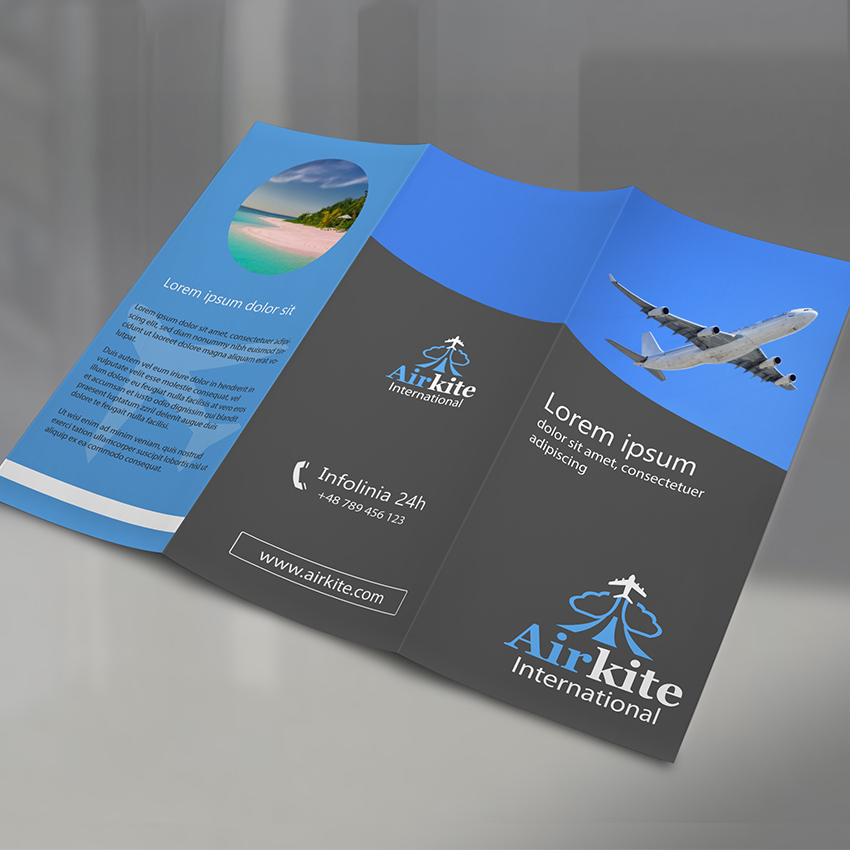 Lorem ipsum dolor sit
Lorem ipsum dolor sit amet, consectetuer adipi-
scing elit, sed diam nonummy nibh euismod tin-
cidunt ut laoreet dolore magna aliquam erat vo-
lutpat.
Duis autem vel eum iriure dolor in hendrerit in
vulputate velit esse molestie consequat, vel
illum dolore eu feugiat nulla facilisis at vero eros
et accumsan et iusto odio dignissim qui blandit
praesent luptatum zzril delenit augue
duis dolore te feugait nulla facilisi.
Ut wisi enim ad minim veniam, quis nostrud
exerci tation ullamcorper suscipit lobortis nisl ut
aliquip ex ea commodo consequat.
Airkite
International
Infolinia 24h
+48 789 456 123
www.airkite.com
Lorem ipsum
dolor sit amet, consectetuer
adipiscing
Airkite
International